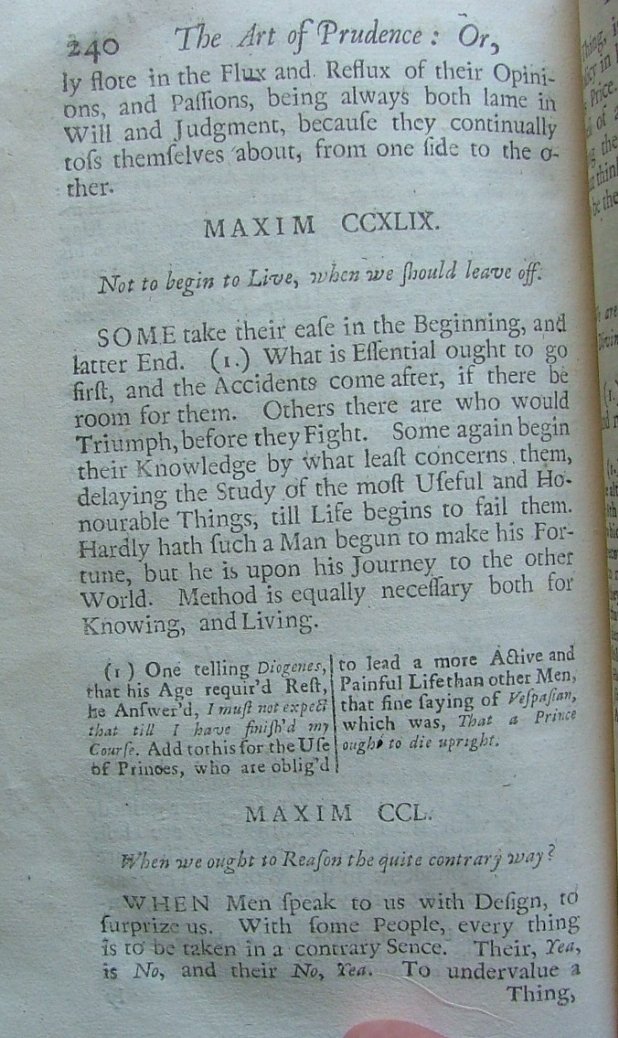 240 The Art of Prudence: Or,
ly flote in the Flux and Reflux of their Opini-
ons, and Paſſions, being always both lame in
Will and Judgment, becauſe they continually
toſs themſelves about, from one ſide to the o-
ther.
MAXIM CCXLIX.
Not to begin to Live, when we ſhould leave off.
SOME take their eaſe in the Beginning, and
latter End. (1.) What is Eſſential ought to go
firſt, and the Accidents come after, if there be
room for them. Others there are who would
Triumph, before they Fight. Some again begin
their Knowledge by what leaſt concerns them,
delaying the Study of the moſt Uſeful and Ho-
nourable Things, till Life begins to fail them.
Hardly hath ſuch a Man begun to make his For-
tune, but he is upon his Journey to the other
World. Method is equally neceſſary both for
Knowing, and Living.
(1) One telling Diogenes,
that his Age requir'd Reſt,
he Anſwer'd, I muſt not expect
that till I have finiſh'd my
Courſe. Add to this for the Uſe
of Princes, who are oblig'd
to lead a more Active and
Painful Life than other Men,
that fine ſaying of Veſpaſian,
which was, That a Prince
ought to die upright.
MAXIM CCL.
When we ought to Reaſon the quite contrary way?
WHEN Men ſpeak to us with Deſign, to
ſurprize us. With ſome People, every thing
is to be taken in a contrary Sence. Their, Yea,
is No, and their No, Yea. To undervalue a
Thing,